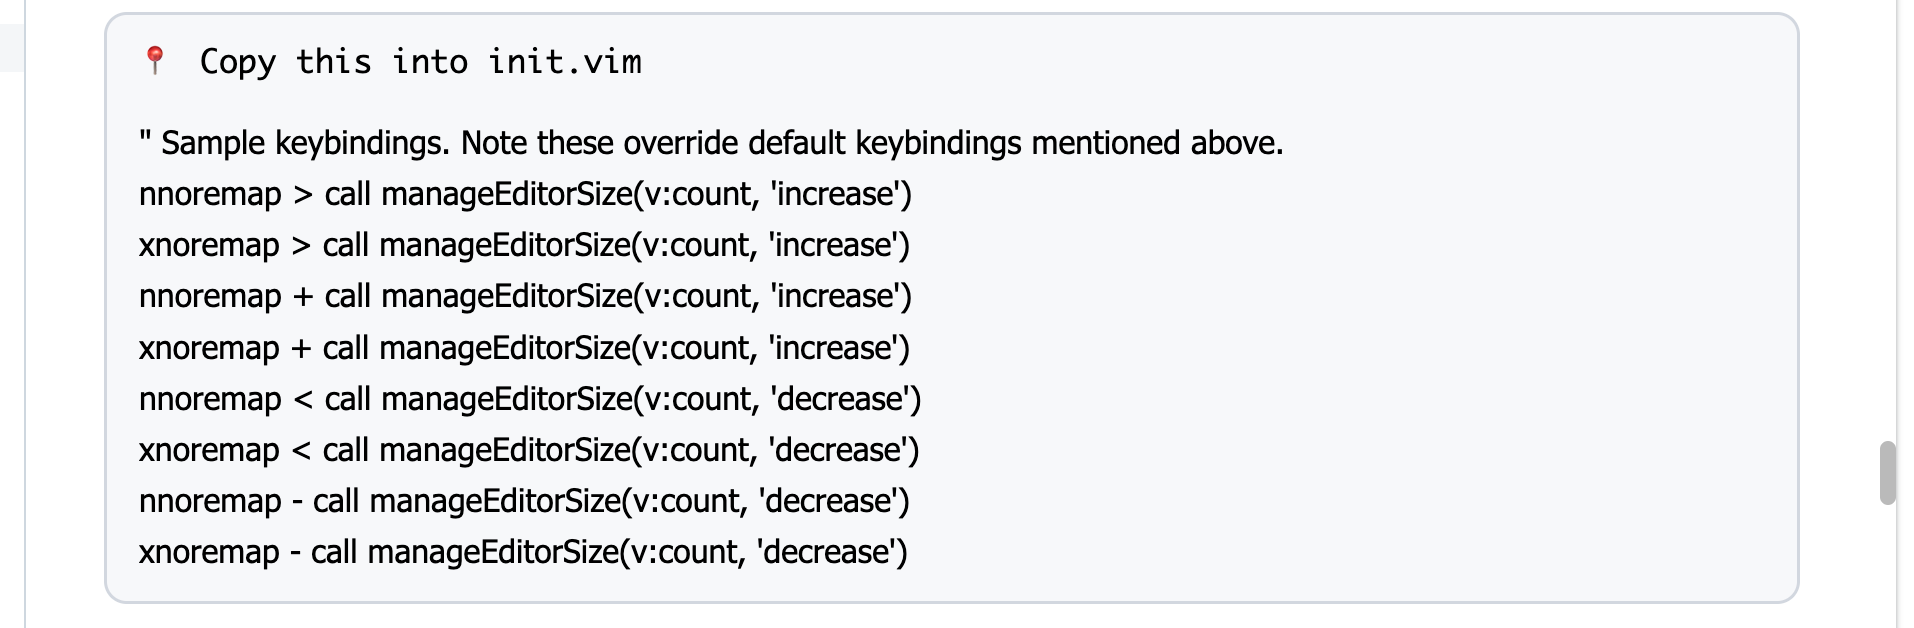 📍 Copy this into init.vim
" Sample keybindings. Note these override default keybindings mentioned above.
nnoremap > call manageEditorSize(v:count, 'increase')
xnoremap > call manageEditorSize(v:count, 'increase')
nnoremap + call manageEditorSize(v:count, 'increase')
xnoremap + call manageEditorSize(v:count, 'increase')
nnoremap < call manageEditorSize(v:count, 'decrease')
xnoremap < call manageEditorSize(v:count, 'decrease')
nnoremap - call manageEditorSize(v:count, 'decrease')
xnoremap - call manageEditorSize(v:count, 'decrease')